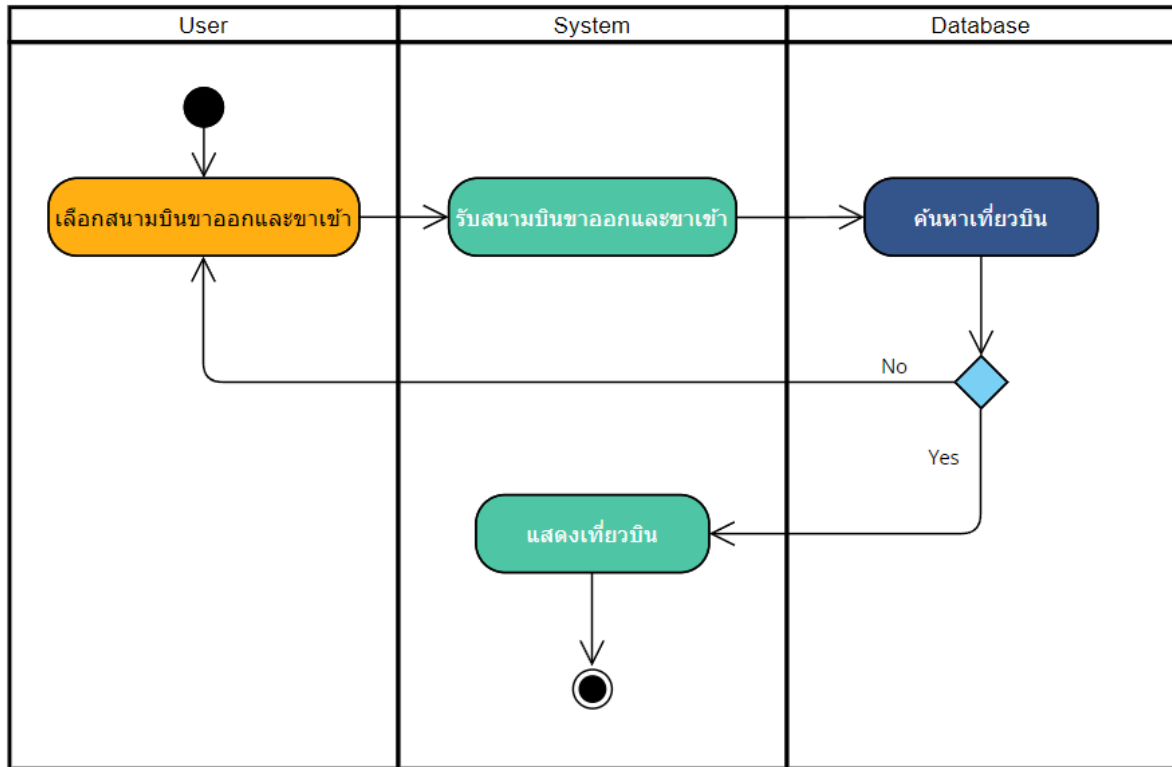 User
System
Database
เลือกสนามบินขาออกและขาเข้า
รับสนามบินขาออกและขาเข้า
ค้นหาเที่ยวบิน
No
Yes
แสดงเที่ยวบิน